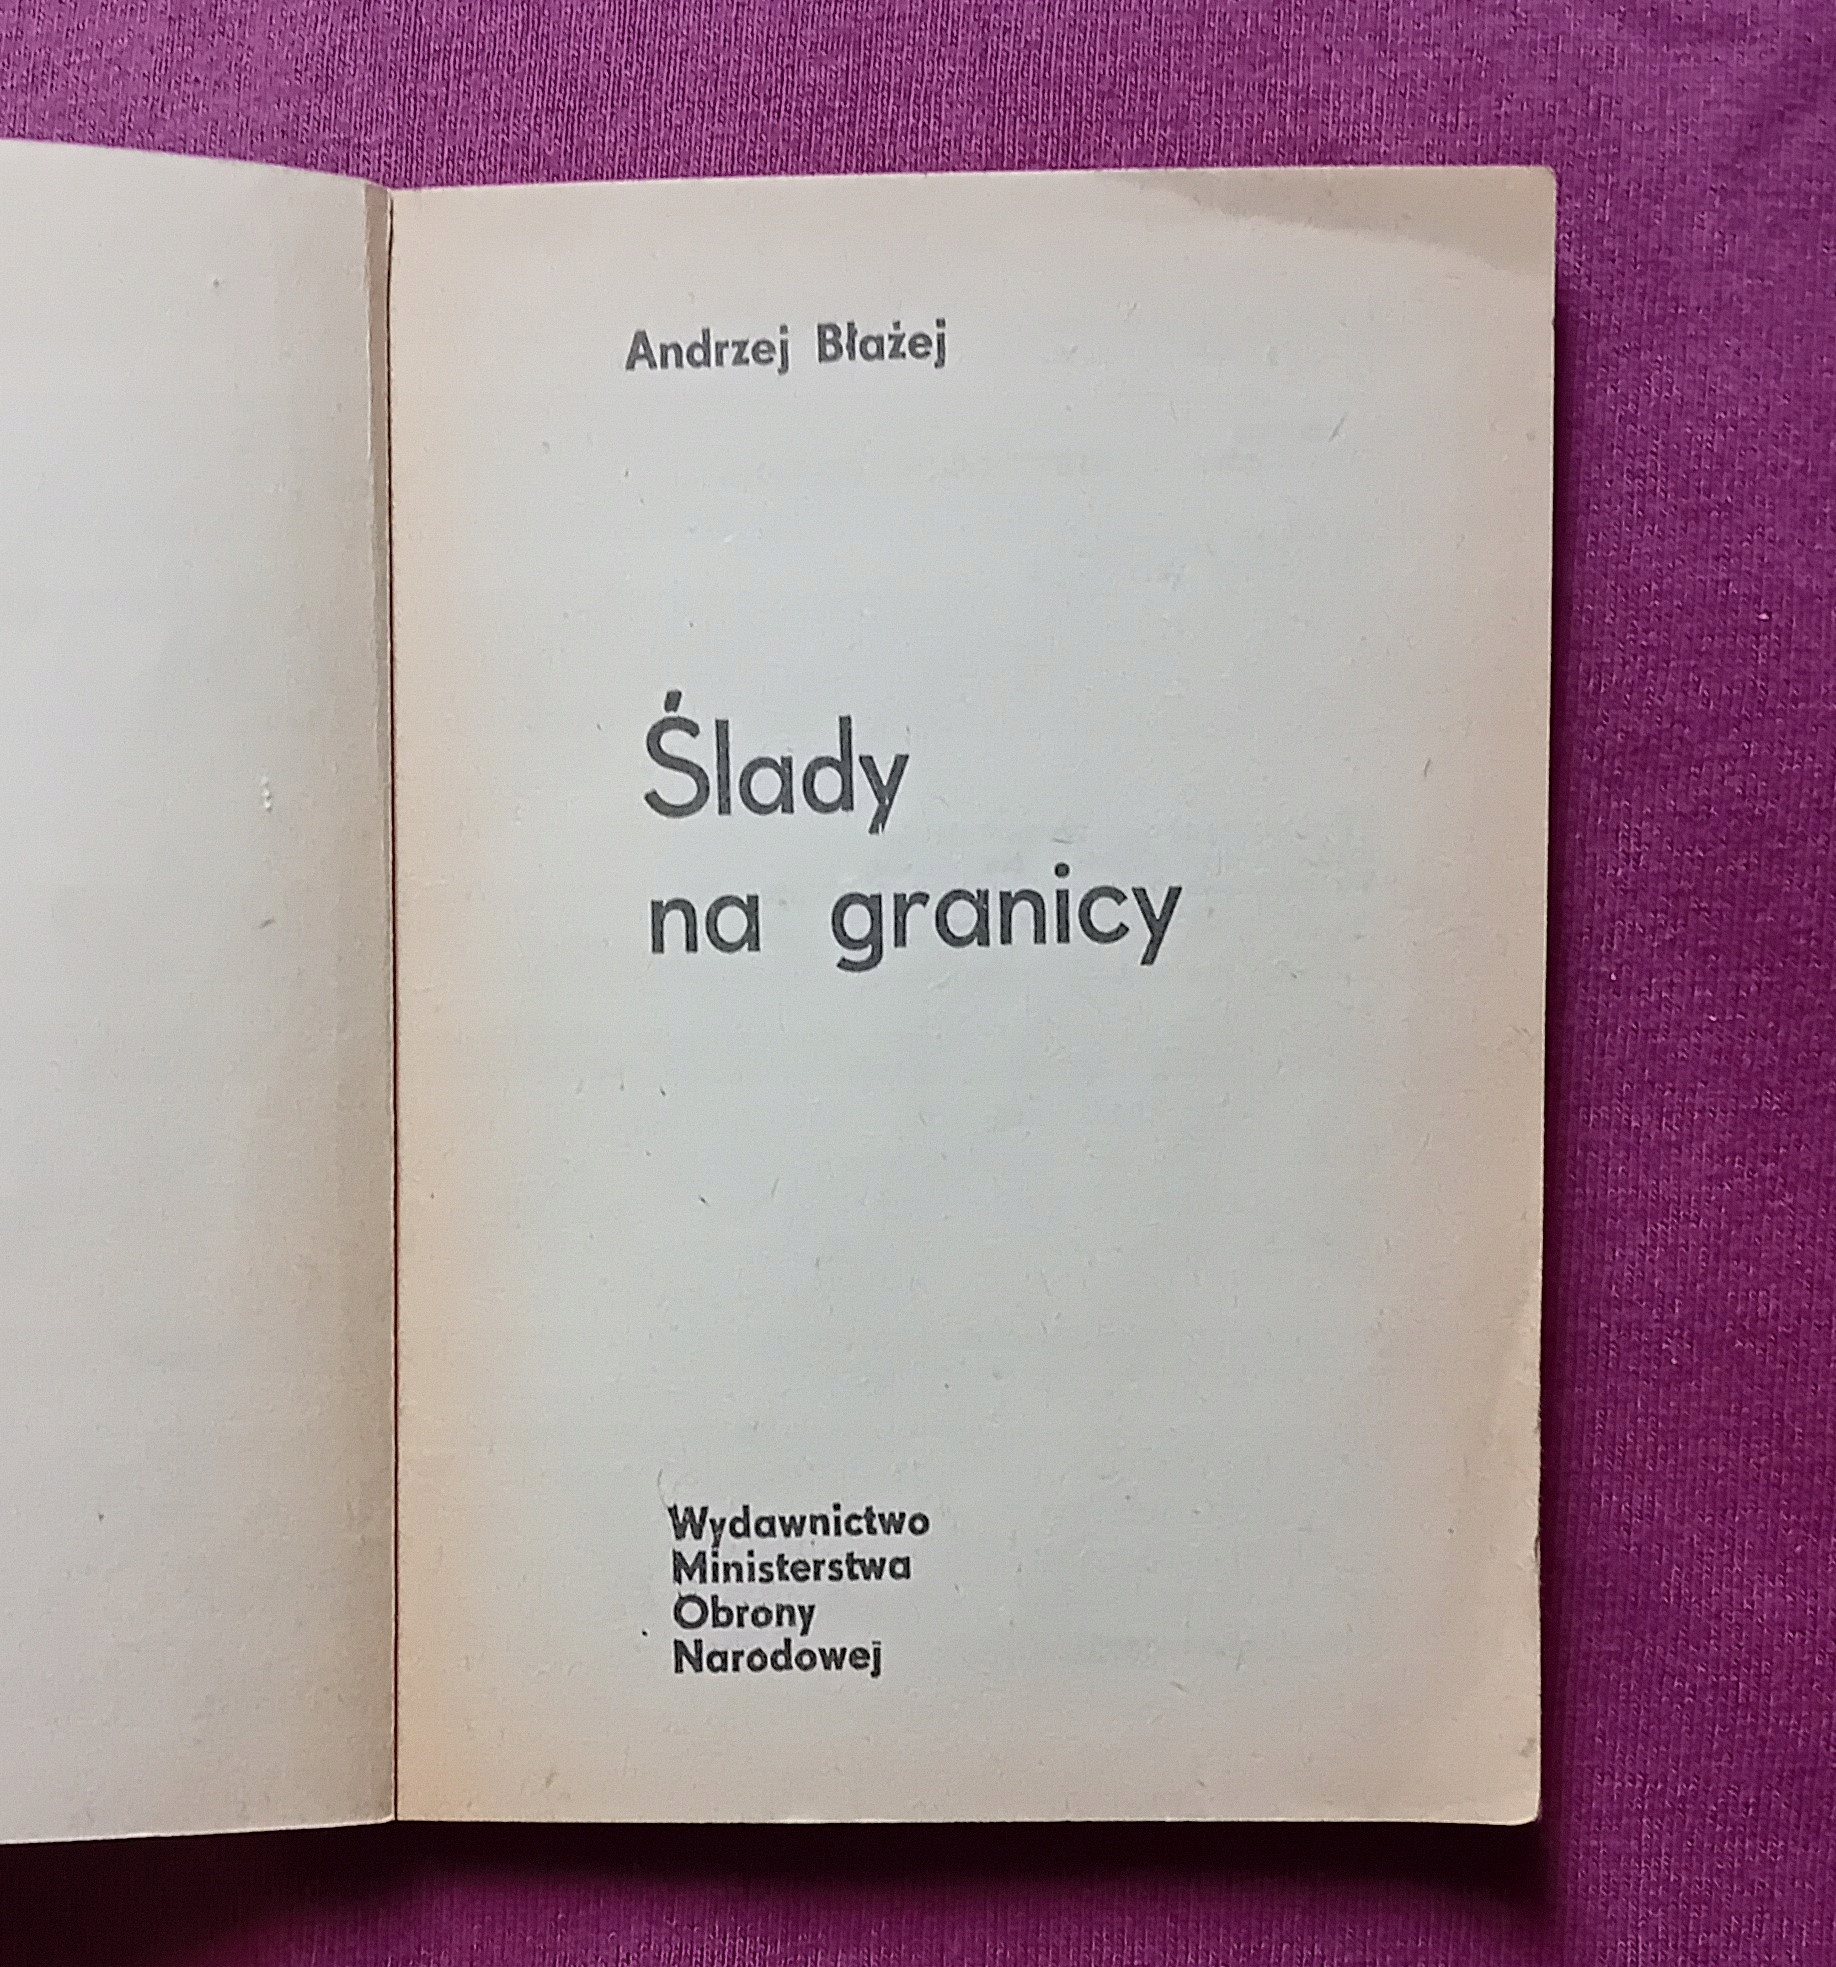 Andrzej Błażej
Ślady
na granicy
Wydawnictwo
Ministerstwa
Obrony
Narodowej